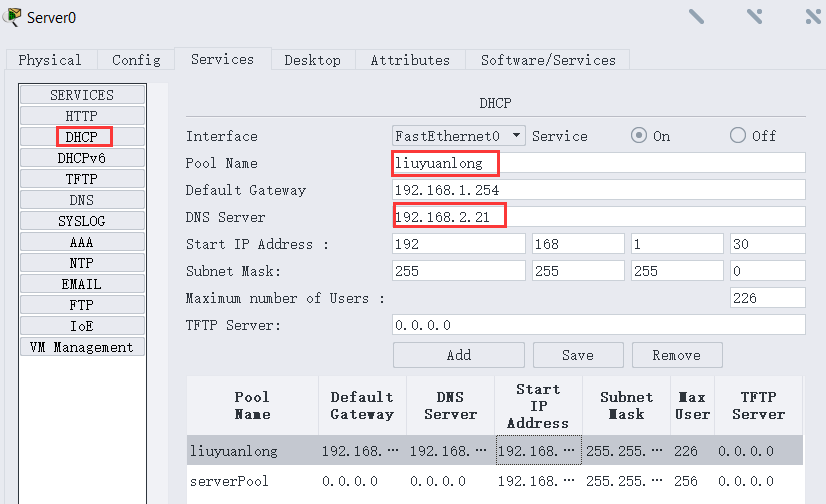 Server0
Physical Config Services Desktop Attributes Software/Services
SERVICES
HTTP
DHCP
DHCPv6
TFTP
DNS
SYSLOG
AAA
NTP
EMAIL
FTP
IoE
VM Management
DHCP
Interface FastEthernet0 Service On Off
Pool Name liuyuanlong
Default Gateway 192.168.1.254
DNS Server 192.168.2.21
Start IP Address : 192 168 1 30
Subnet Mask: 255 255 255 0
Maximum number of Users : 226
TFTP Server: 0.0.0.0
Add Save Remove
Pool Name Default Gateway DNS Server Start IP Address Subnet Mask Max User TFTP Server
liuyuanlong 192.168.… 192.168.… 192.168.… 255.255.… 226 0.0.0.0
serverPool 0.0.0.0 0.0.0.0 192.168.… 255.255.… 256 0.0.0.0